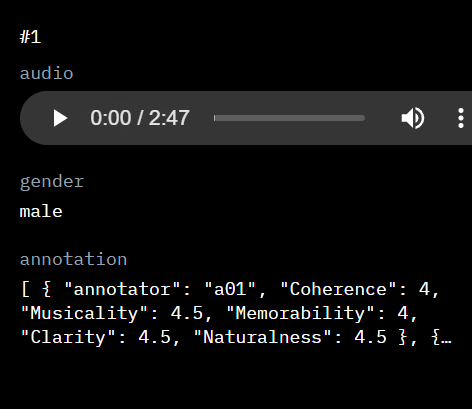 #1
audio
0:00 / 2:47
gender
male
annotation
[ { "annotator": "a01", "Coherence": 4,
"Musicality": 4.5, "Memorability": 4,
"Clarity": 4.5, "Naturalness": 4.5 }, {…